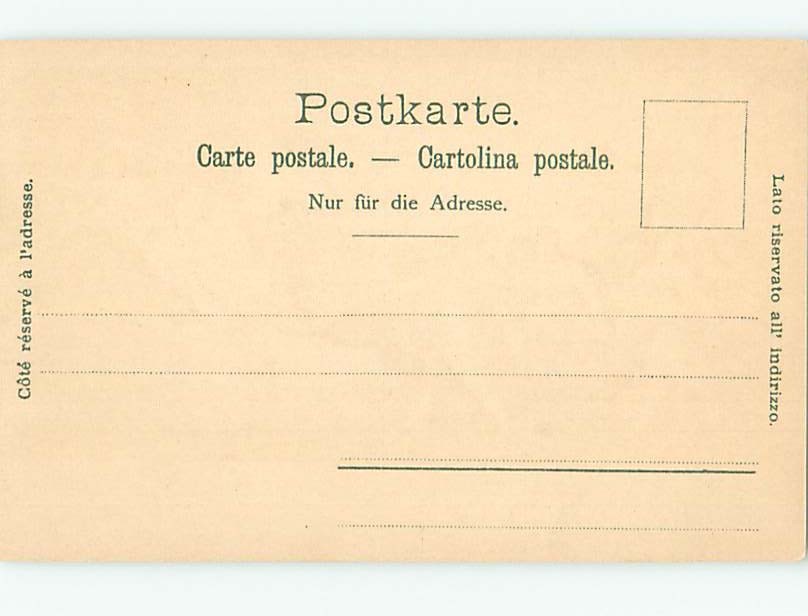 Postkarte.
Carte postale. — Cartolina postale.
Nur für die Adresse.
Côté réservé à l'adresse.
Lato riservato all' indirizzo.